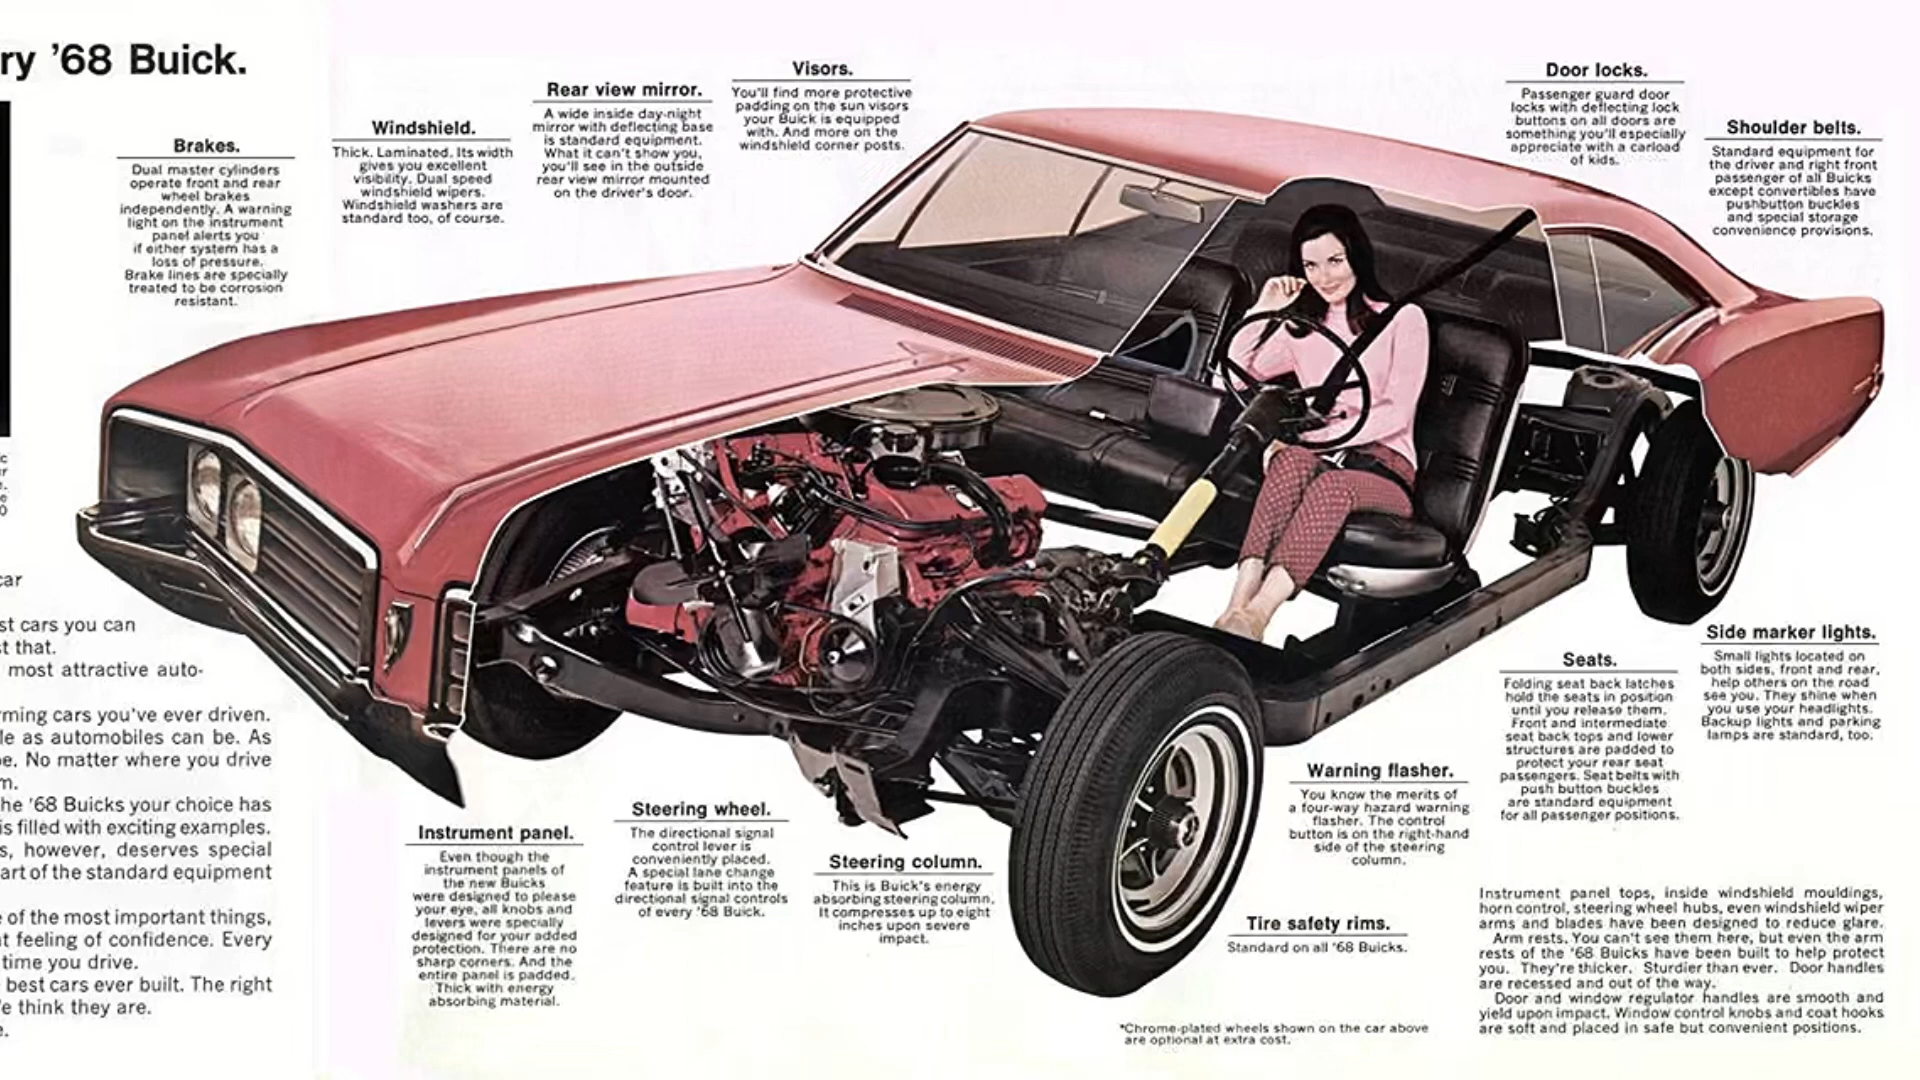 ry '68 Buick.
Brakes.
Dual master cylinders
operate front and rear
wheel brakes
independently. A warning
light on the instrument
panel alerts you
if either system has a
loss of pressure.
Brake lines are specially
treated to be corrosion
resistant.
Windshield.
Thick. Laminated. Its width
gives you excellent
visibility. Dual speed
windshield wipers.
Windshield washers are
standard too, of course.
Rear view mirror.
A wide inside day-night
mirror with deflecting base
is standard equipment.
What it can't show you,
you'll see in the outside
rear view mirror mounted
on the driver's door.
Visors.
You'll find more protective
padding on the sun visors
your Buick is equipped
with. And more on the
windshield corner posts.
Door locks.
Passenger guard door
locks with deflecting lock
buttons on all doors are
something you'll especially
appreciate with a carload
of kids.
Shoulder belts.
Standard equipment for
the driver and right front
passenger of all Buicks
except convertibles have
pushbutton buckles
and special storage
convenience provisions.
c
r
e.
e
0
car
st cars you can
st that.
most attractive auto-
rming cars you've ever driven.
le as automobiles can be. As
be. No matter where you drive
m.
he '68 Buicks your choice has
is filled with exciting examples.
s, however, deserves special
art of the standard equipment
e of the most important things,
at feeling of confidence. Every
time you drive.
best cars ever built. The right
e think they are.
e.
Instrument panel.
Even though the
instrument panels of
the new Buicks
were designed to please
your eye, all knobs and
levers were specially
designed for your added
protection. There are no
sharp corners. And the
entire panel is padded.
Thick with energy
absorbing material.
Steering wheel.
The directional signal
control lever is
conveniently placed.
A special lane change
feature is built into the
directional signal controls
of every '68 Buick.
Steering column.
This is Buick's energy
absorbing steering column.
It compresses up to eight
inches upon severe
impact.
Tire safety rims.
Standard on all '68 Buicks.
Warning flasher.
You know the merits of
a four-way hazard warning
flasher. The control
button is on the right-hand
side of the steering
column.
Seats.
Folding seat back latches
hold the seats in position
until you release them.
Front and intermediate
seat back tops and lower
structures are padded to
protect your rear seat
passengers. Seat belts with
push button buckles
are standard equipment
for all passenger positions.
Side marker lights.
Small lights located on
both sides, front and rear,
help others on the road
see you. They shine when
you use your headlights.
Backup lights and parking
lamps are standard, too.
Instrument panel tops, inside windshield mouldings,
horn control, steering wheel hubs, even windshield wiper
arms and blades have been designed to reduce glare.
Arm rests. You can't see them here, but even the arm
rests of the '68 Buicks have been built to help protect
you. They're thicker. Sturdier than ever. Door handles
are recessed and out of the way.
Door and window regulator handles are smooth and
yield upon impact. Window control knobs and coat hooks
are soft and placed in safe but convenient positions.
*Chrome-plated wheels shown on the car above
are optional at extra cost.